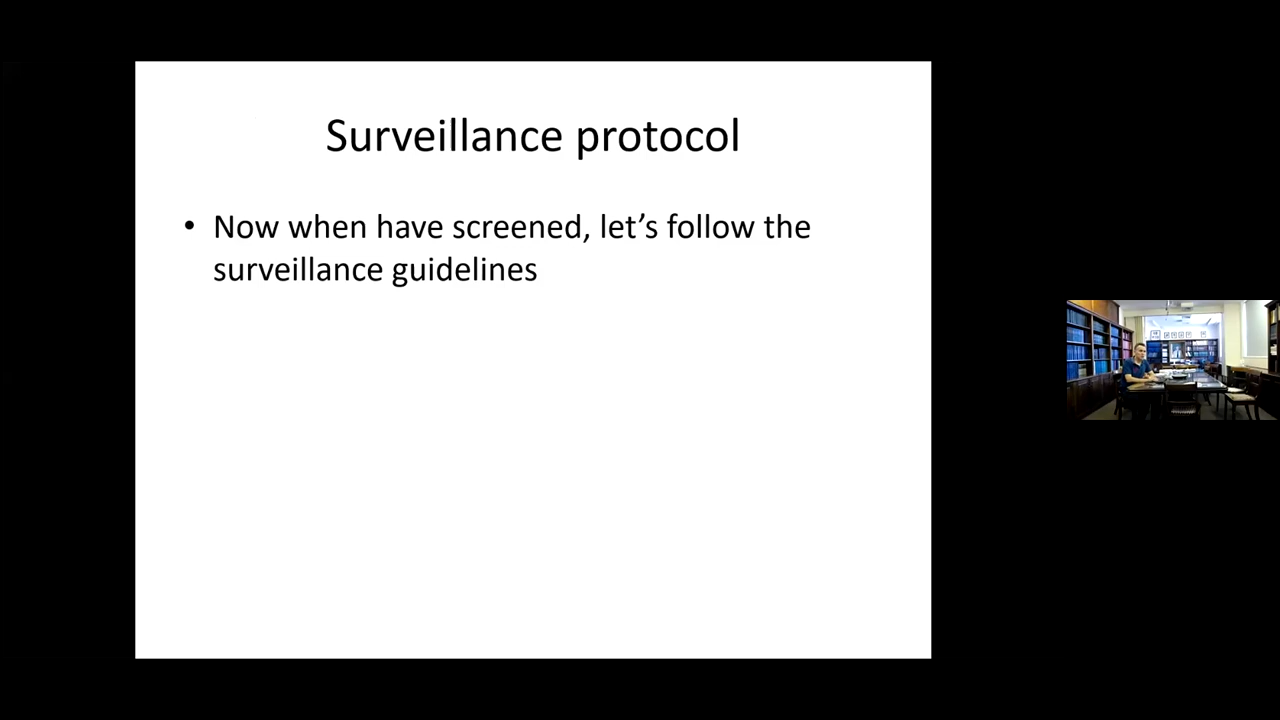 Surveillance protocol
• Now when have screened, let’s follow the
surveillance guidelines